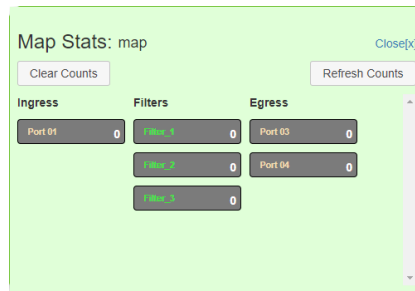 Map Stats: map
Close[x]
Clear Counts
Refresh Counts
Ingress Filters Egress
Port 01 0 Filter_1 0 Port 03 0
Filter_2 0 Port 04 0
Filter_3 0